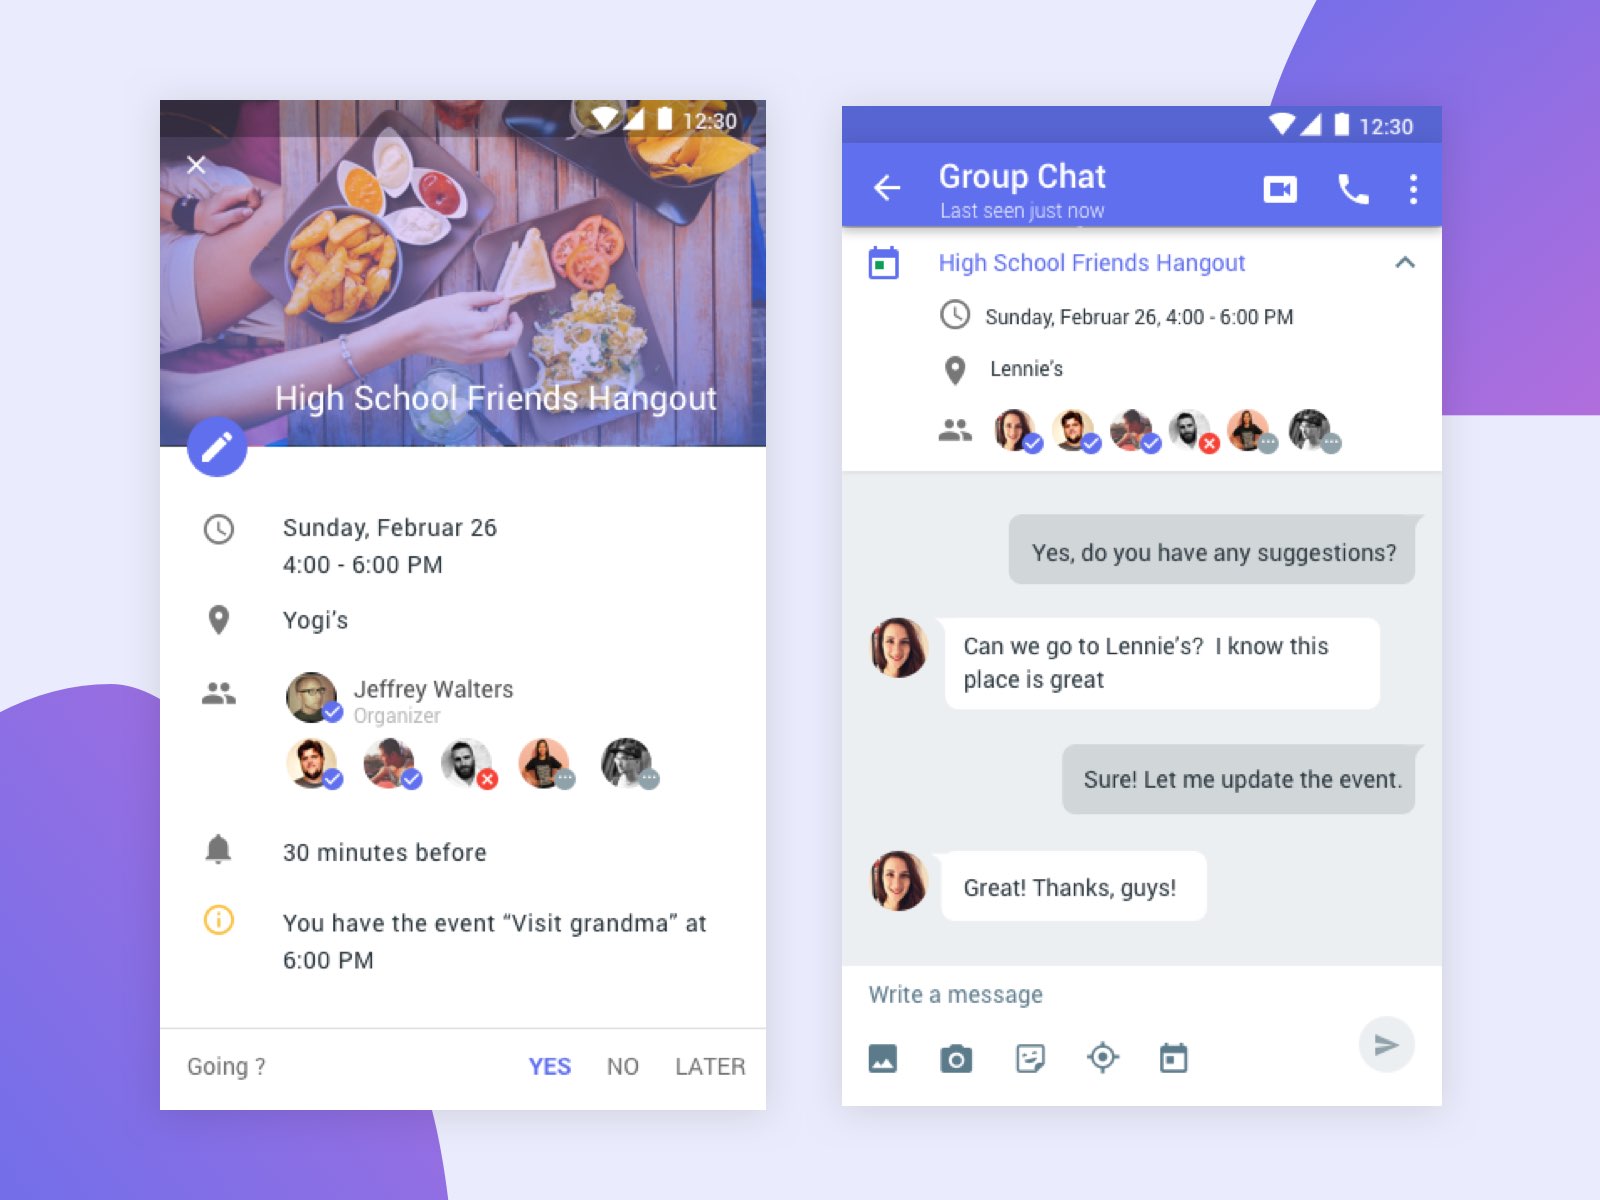 12:30
High School Friends Hangout
Sunday, Februar 26
4:00 - 6:00 PM
Yogi’s
Jeffrey Walters
Organizer
30 minutes before
You have the event “Visit grandma” at
6:00 PM
Going ?
YES
NO
LATER
12:30
Group Chat
Last seen just now
High School Friends Hangout
Sunday, Februar 26, 4:00 - 6:00 PM
Lennie’s
Yes, do you have any suggestions?
Can we go to Lennie’s? I know this
place is great
Sure! Let me update the event.
Great! Thanks, guys!
Write a message